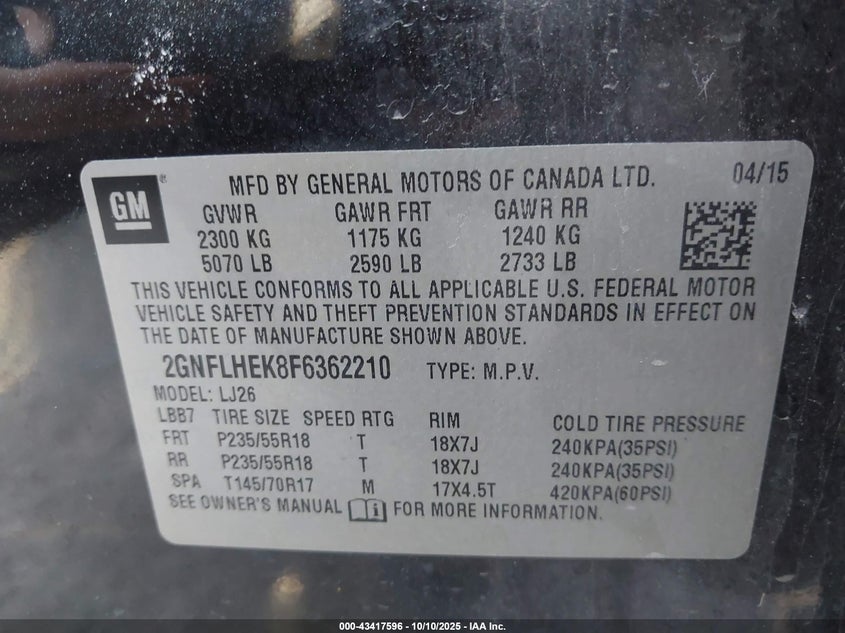 GM
MFD BY GENERAL MOTORS OF CANADA LTD. 04/15
GVWR GAWR FRT GAWR RR
2300 KG 1175 KG 1240 KG
5070 LB 2590 LB 2733 LB
THIS VEHICLE CONFORMS TO ALL APPLICABLE U.S. FEDERAL MOTOR
VEHICLE SAFETY AND THEFT PREVENTION STANDARDS IN EFFECT ON
THE DATE OF MANUFACTURE SHOWN ABOVE.
2GNFLHEK8F6362210 TYPE: M.P.V.
MODEL: LJ26
LBB7 TIRE SIZE SPEED RTG RIM COLD TIRE PRESSURE
FRT P235/55R18 T 18X7J 240KPA(35PSI)
RR P235/55R18 T 18X7J 240KPA(35PSI)
SPA T145/70R17 M 17X4.5T 420KPA(60PSI)
SEE OWNER'S MANUAL FOR MORE INFORMATION.
000-43417596 - 10/10/2025 - IAA Inc.